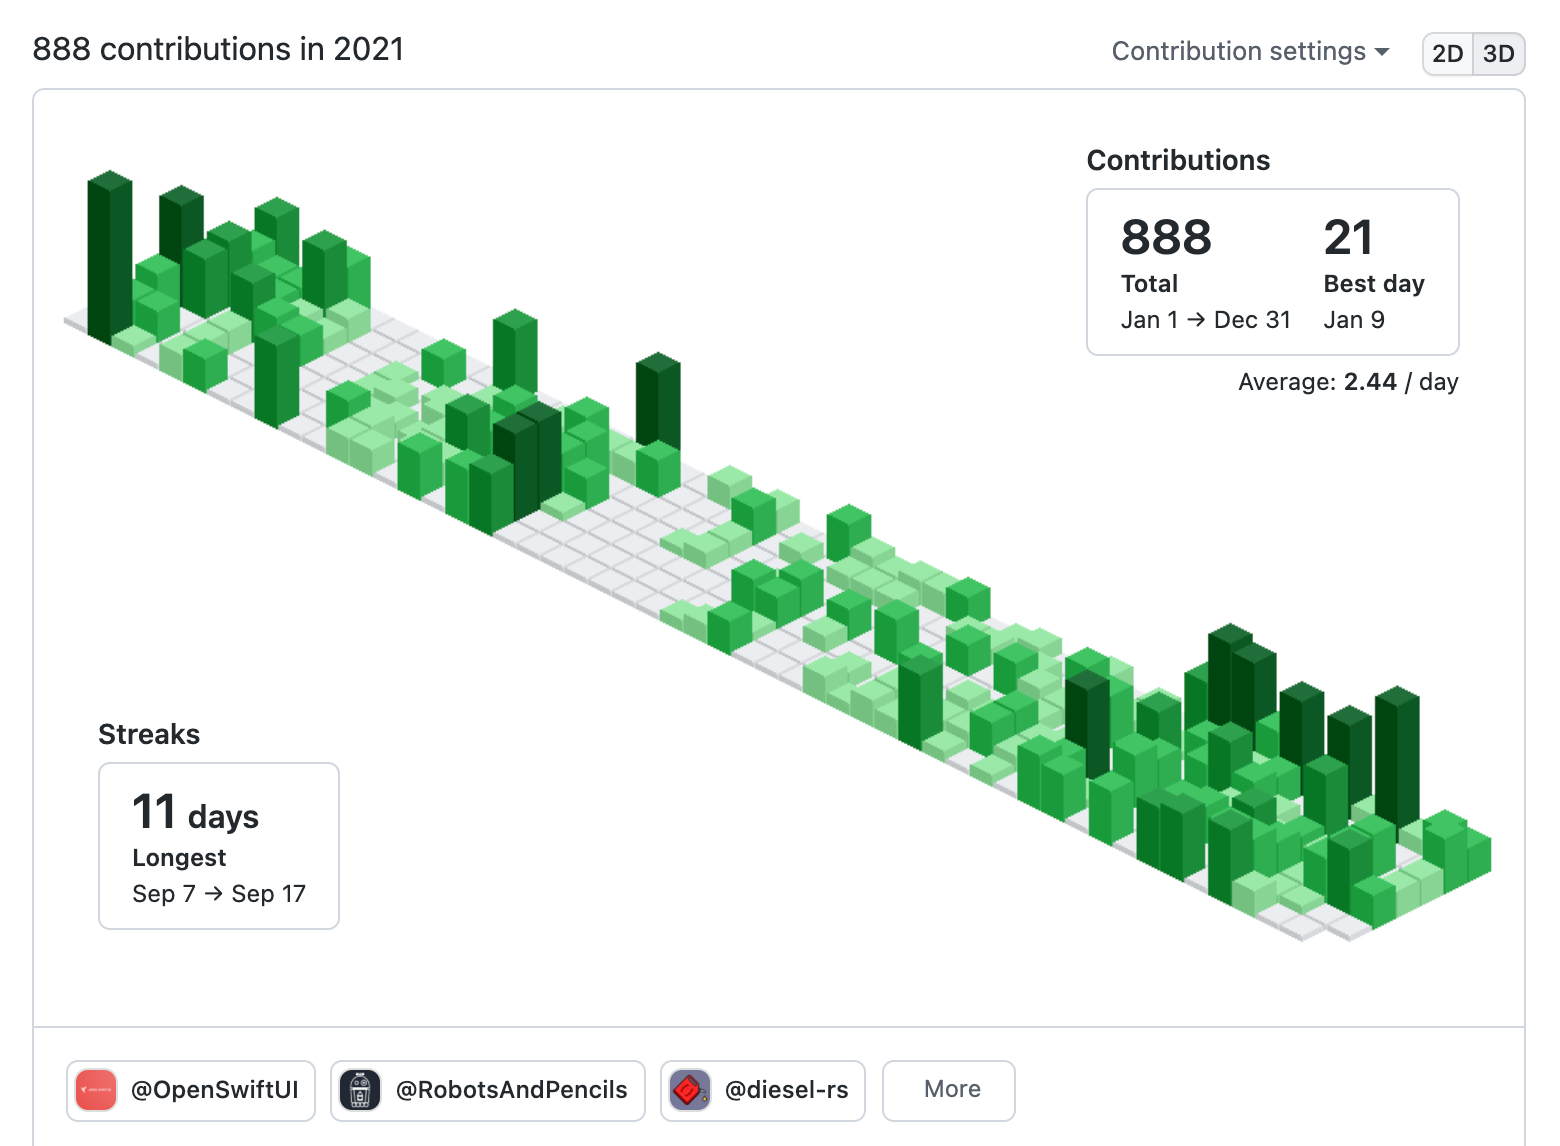 888 contributions in 2021
Contribution settings
2D 3D
Contributions
888 21
Total Best day
Jan 1 → Dec 31 Jan 9
Average: 2.44 / day
Streaks
11 days
Longest
Sep 7 → Sep 17
@OpenSwiftUI @RobotsAndPencils @diesel-rs More